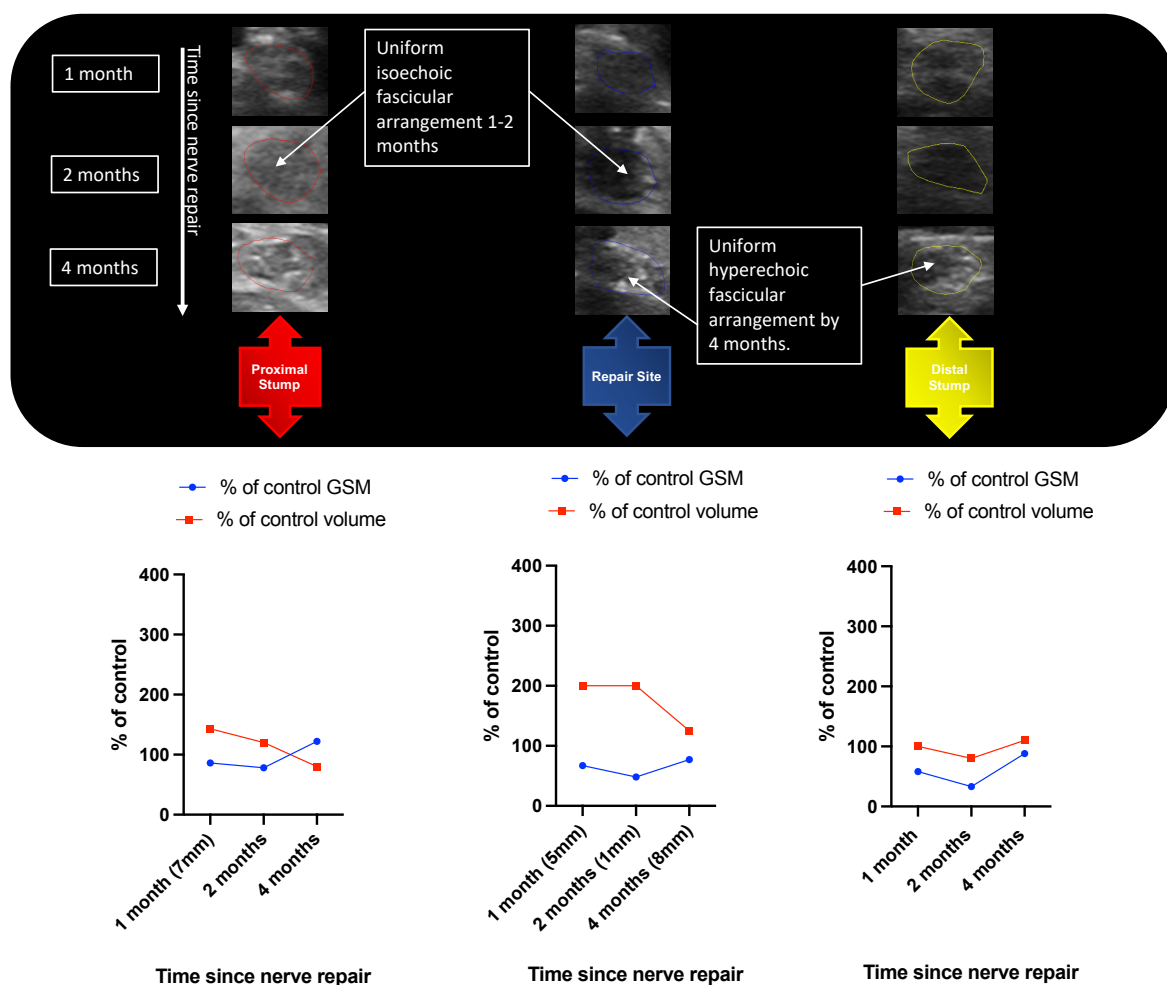 Time since nerve repair
1 month
2 months
4 months
Uniform
isoechoic
fascicular
arrangement 1-2
months
Uniform
hyperechoic
fascicular
arrangement by
4 months.
Proximal
Stump
Repair Site
Distal
Stump
% of control GSM
% of control volume
% of control
400
300
200
100
0
1 month (7mm)
2 months
4 months
Time since nerve repair
% of control GSM
% of control volume
% of control
400
300
200
100
0
1 month (5mm)
2 months (1mm)
4 months (8mm)
Time since nerve repair
% of control GSM
% of control volume
% of control
400
300
200
100
0
1 month
2 months
4 months
Time since nerve repair